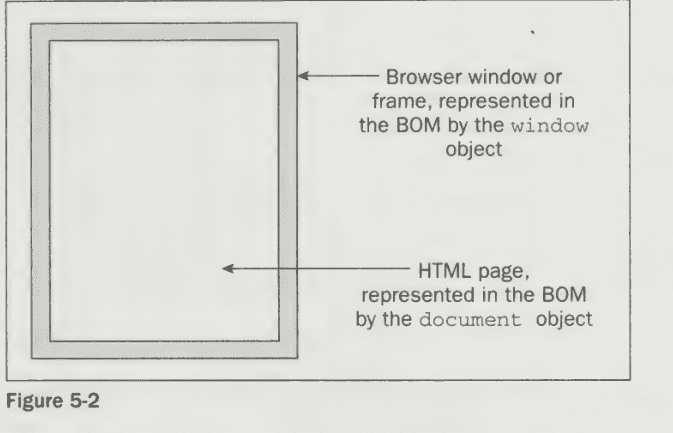 Browser window or
frame, represented in
the BOM by the window
object
HTML page,
represented in the BOM
by the document object
Figure 5-2